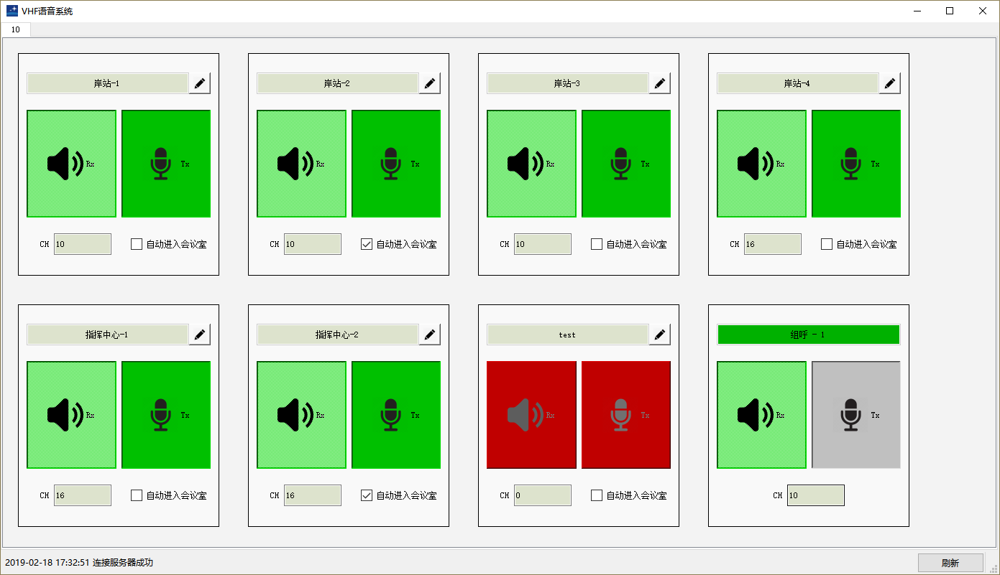 VHF语音系统
10
岸站-1
岸站-2
岸站-3
岸站-4
Rx Tx
Rx Tx
Rx Tx
Rx Tx
CH 10 自动进入会议室
CH 10 自动进入会议室
CH 10 自动进入会议室
CH 16 自动进入会议室
指挥中心-1
指挥中心-2
test
组呼 - 1
Rx Tx
Rx Tx
Rx Tx
Rx Tx
CH 16 自动进入会议室
CH 16 自动进入会议室
CH 0 自动进入会议室
CH 10
2019-02-18 17:32:51 连接服务器成功
刷新